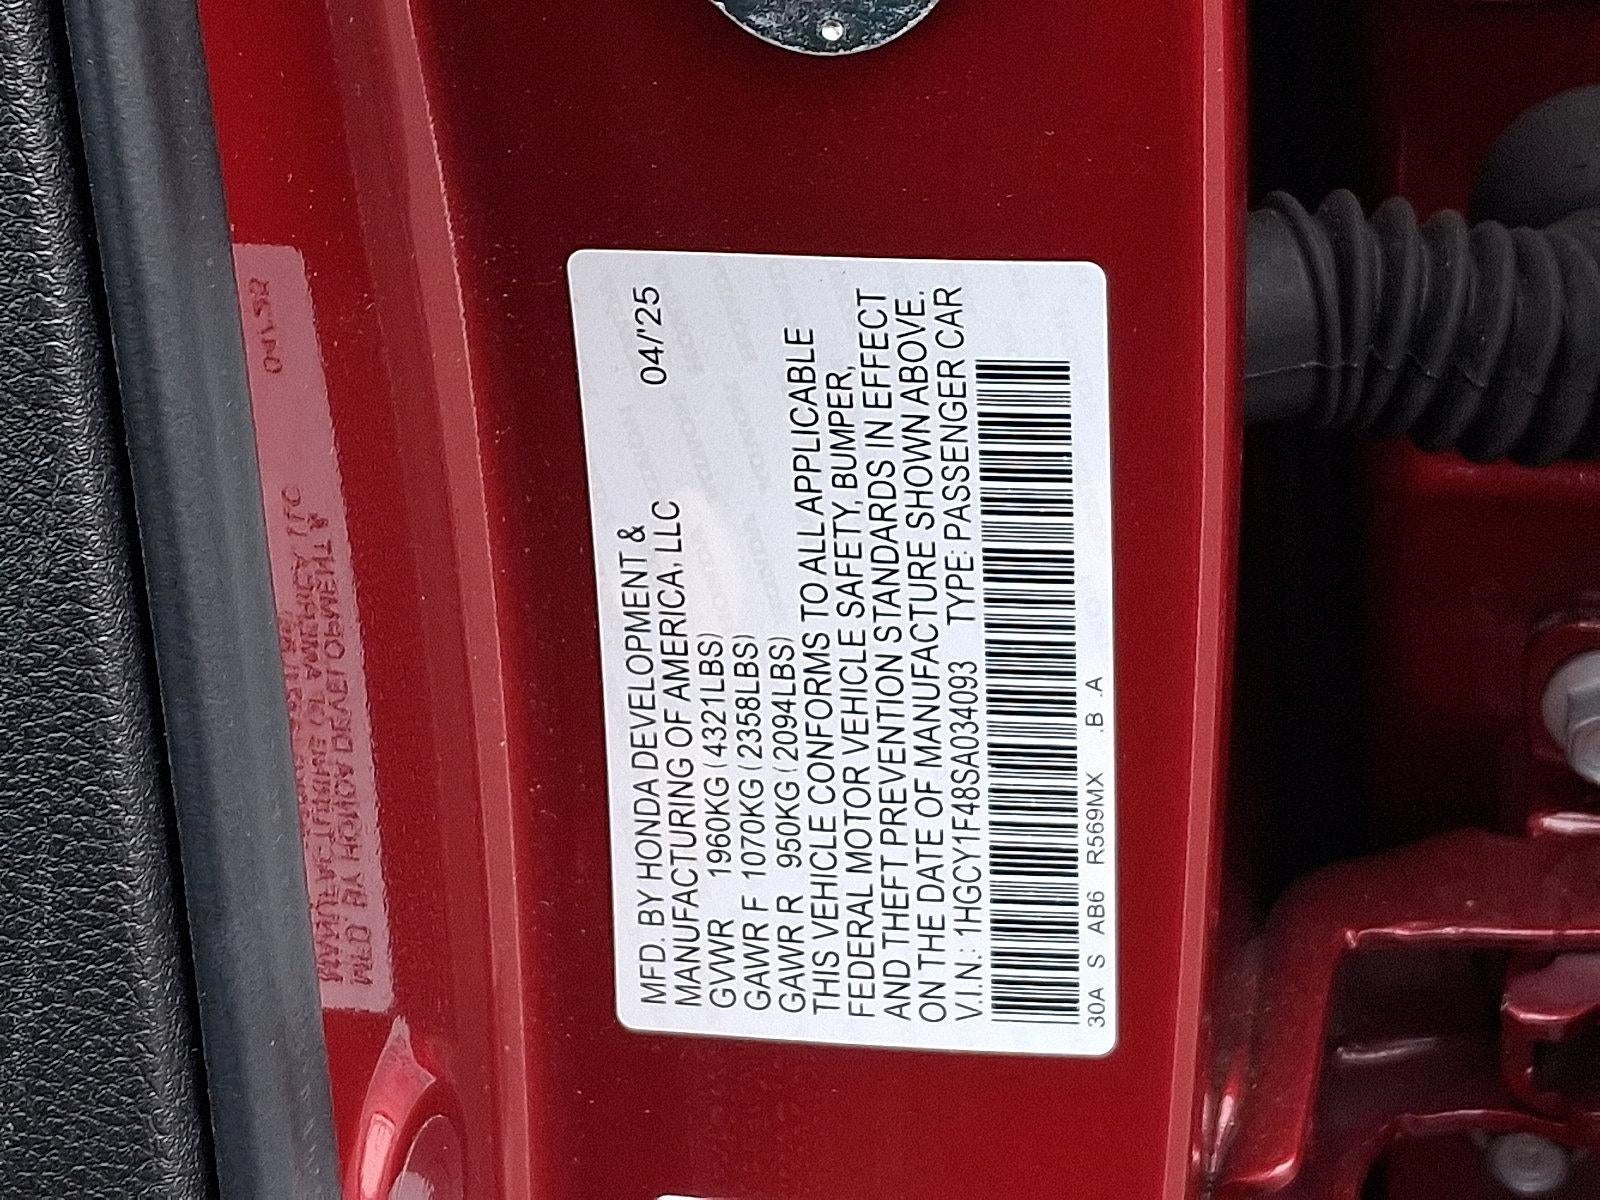 MFD. BY HONDA DEVELOPMENT &
MANUFACTURING OF AMERICA, LLC 04/'25
GVWR 1960KG (4321LBS)
GAWR F 1070KG (2358LBS)
GAWR R 950KG (2094LBS)
THIS VEHICLE CONFORMS TO ALL APPLICABLE
FEDERAL MOTOR VEHICLE SAFETY, BUMPER,
AND THEFT PREVENTION STANDARDS IN EFFECT
ON THE DATE OF MANUFACTURE SHOWN ABOVE.
V.I.N.: 1HGCY1F48SA034093 TYPE: PASSENGER CAR
30A S AB6 R569MX .B .A